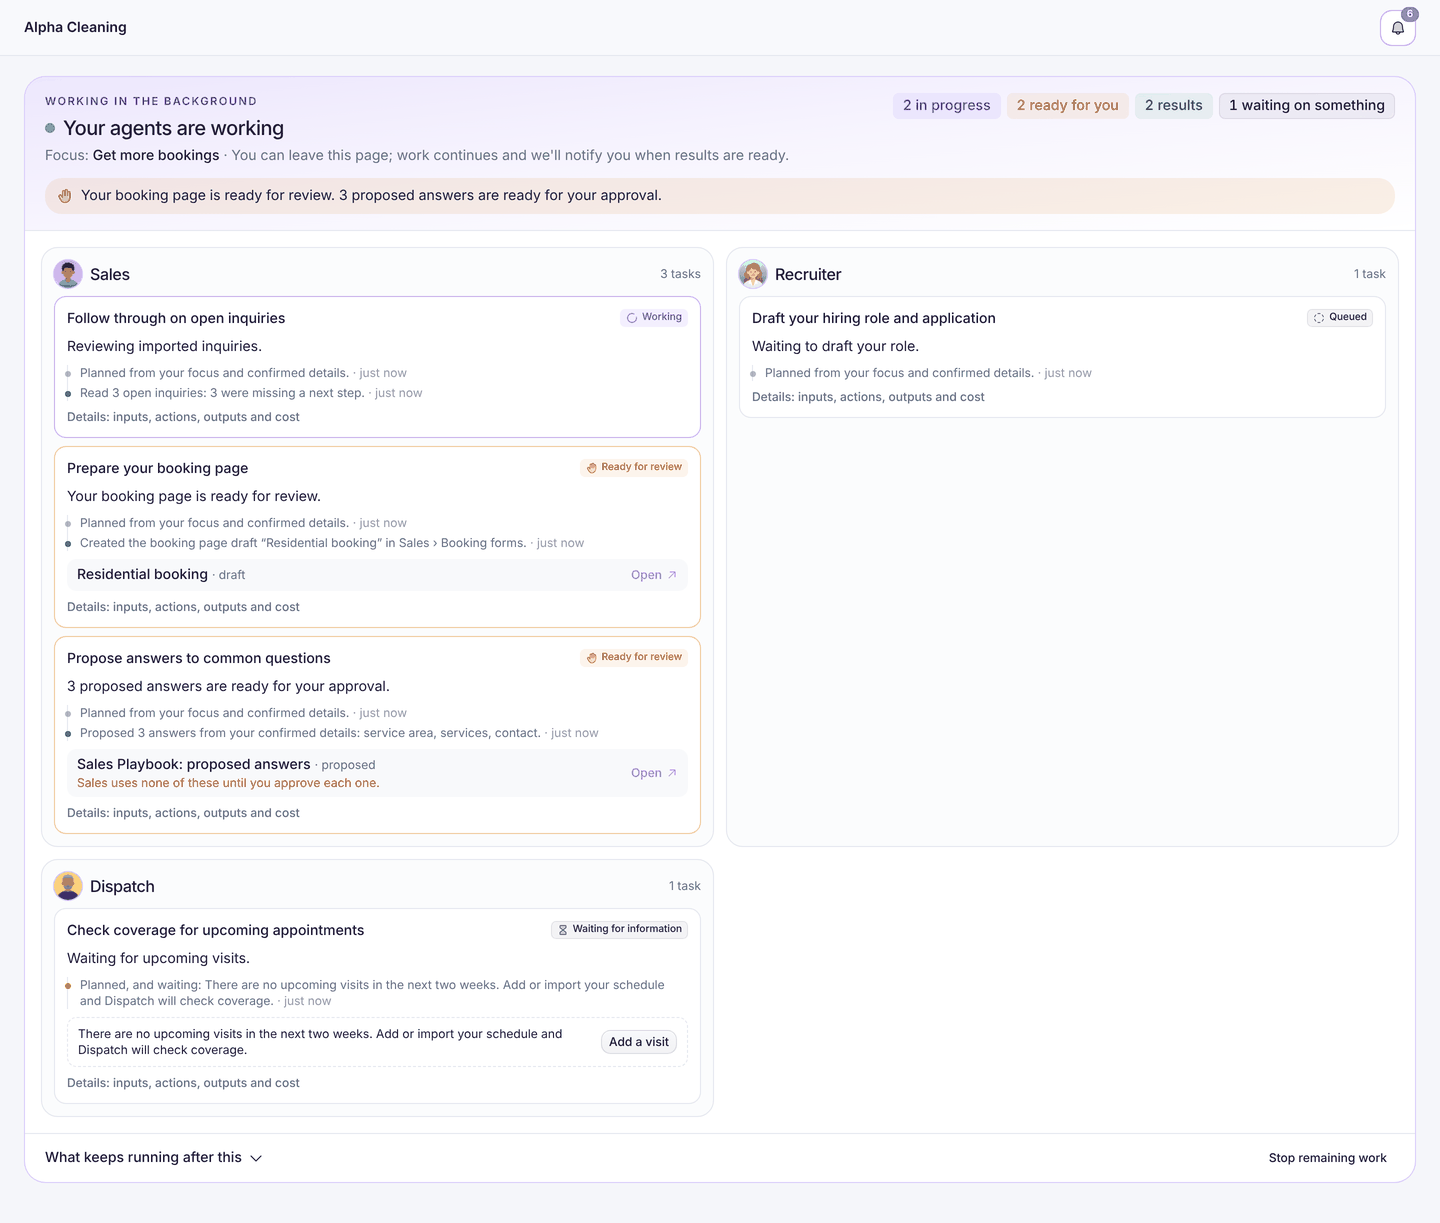 Alpha Cleaning
6
WORKING IN THE BACKGROUND
Your agents are working
Focus: Get more bookings · You can leave this page; work continues and we'll notify you when results are ready.
2 in progress
2 ready for you
2 results
1 waiting on something
Your booking page is ready for review. 3 proposed answers are ready for your approval.
Sales
3 tasks
Follow through on open inquiries
Working
Reviewing imported inquiries.
Planned from your focus and confirmed details. · just now
Read 3 open inquiries: 3 were missing a next step. · just now
Details: inputs, actions, outputs and cost
Prepare your booking page
Ready for review
Your booking page is ready for review.
Planned from your focus and confirmed details. · just now
Created the booking page draft “Residential booking” in Sales › Booking forms. · just now
Residential booking · draft
Open
Details: inputs, actions, outputs and cost
Propose answers to common questions
Ready for review
3 proposed answers are ready for your approval.
Planned from your focus and confirmed details. · just now
Proposed 3 answers from your confirmed details: service area, services, contact. · just now
Sales Playbook: proposed answers · proposed
Sales uses none of these until you approve each one.
Open
Details: inputs, actions, outputs and cost
Recruiter
1 task
Draft your hiring role and application
Queued
Waiting to draft your role.
Planned from your focus and confirmed details. · just now
Details: inputs, actions, outputs and cost
Dispatch
1 task
Check coverage for upcoming appointments
Waiting for information
Waiting for upcoming visits.
Planned, and waiting: There are no upcoming visits in the next two weeks. Add or import your schedule
and Dispatch will check coverage. · just now
There are no upcoming visits in the next two weeks. Add or import your schedule and
Dispatch will check coverage.
Add a visit
Details: inputs, actions, outputs and cost
What keeps running after this
Stop remaining work